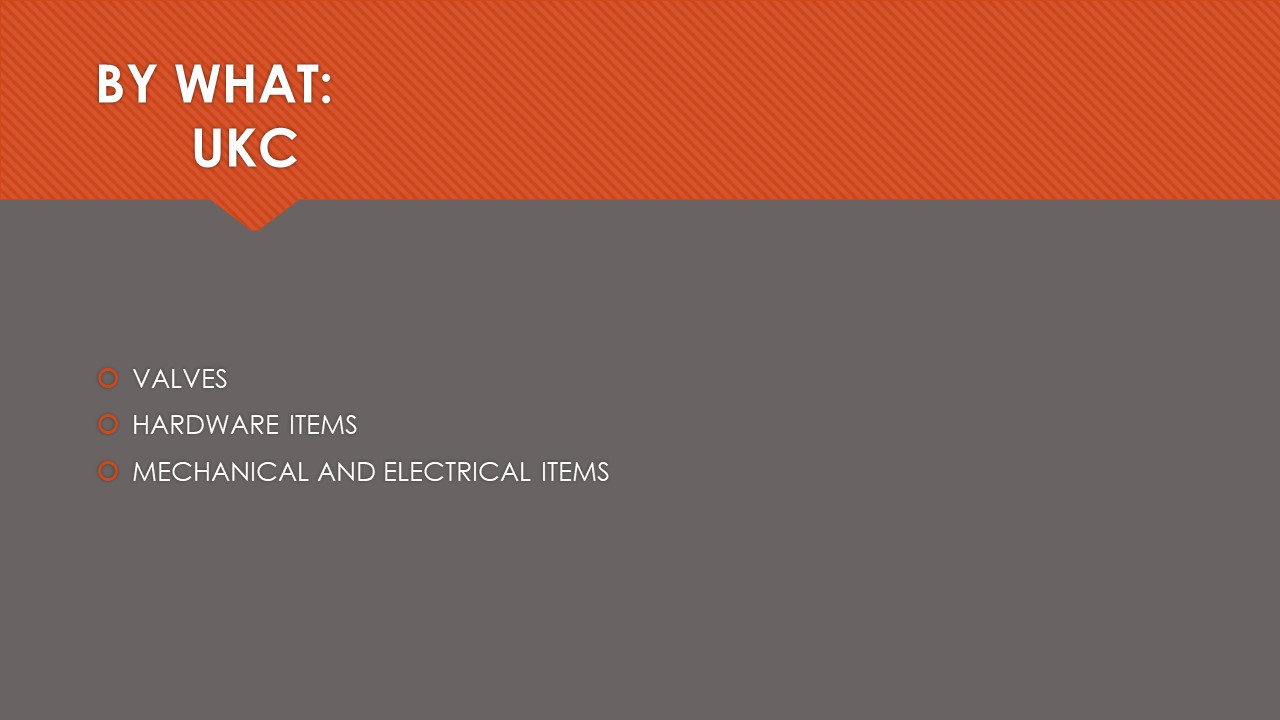 BY WHAT:
UKC
VALVES
HARDWARE ITEMS
MECHANICAL AND ELECTRICAL ITEMS